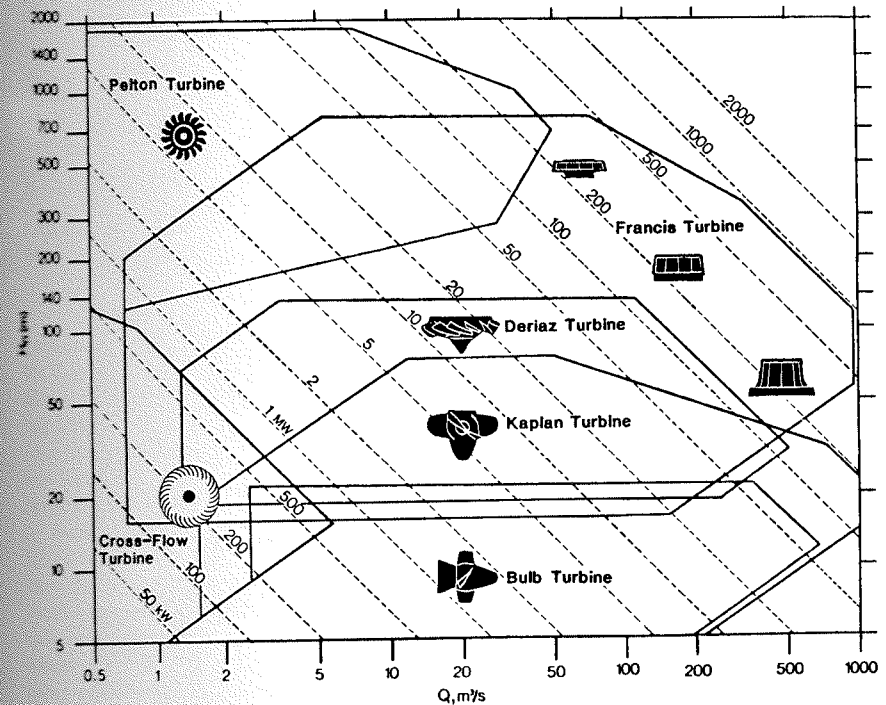 2000
1400
1000
700
500
300
200
140
100
50
20
10
5
Pelton Turbine
2000
1000
500
200
100
50
20
10
5
2
1 MW
500
200
100
50 kW
Francis Turbine
Deriaz Turbine
Kaplan Turbine
Cross-Flow
Turbine
Bulb Turbine
0.5 1 2 5 10 20 50 100 200 500 1000
Q, m³/s